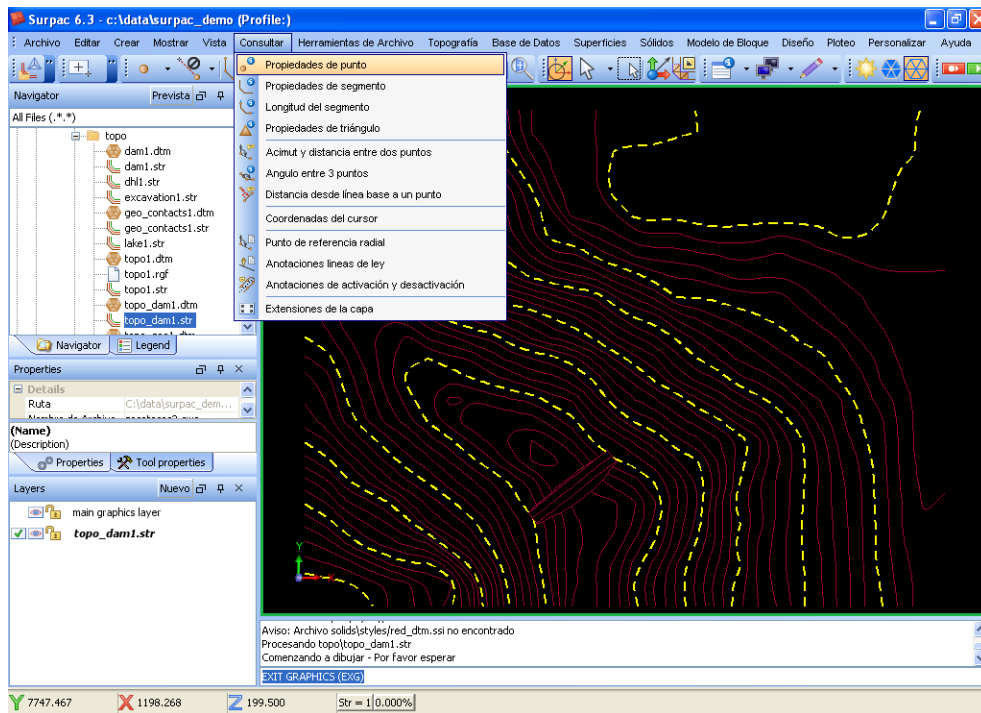 Surpac 6.3 - c:\data\surpac_demo (Profile:)
Archivo Editar Crear Mostrar Vista Consultar Herramientas de Archivo Topografía Base de Datos Superficies Sólidos Modelo de Bloque Diseño Ploteo Personalizar Ayuda
Propiedades de punto
Propiedades de segmento
Longitud del segmento
Propiedades de triángulo
Acimut y distancia entre dos puntos
Angulo entre 3 puntos
Distancia desde línea base a un punto
Coordenadas del cursor
Punto de referencia radial
Anotaciones lineas de ley
Anotaciones de activación y desactivación
Extensiones de la capa
Navigator Prevista
All Files (.*.*)
topo
dam1.dtm
dam1.str
dhl1.str
excavation1.str
geo_contacts1.dtm
geo_contacts1.str
lake1.str
topo1.dtm
topo1.rgf
topo1.str
topo_dam1.dtm
topo_dam1.str
Navigator Legend
Properties
Details
Ruta C:\data\surpac_dem...
(Name)
(Description)
Properties Tool properties
Layers Nuevo
main graphics layer
topo_dam1.str
Y
Aviso: Archivo solids\styles/red_dtm.ssi no encontrado
Procesando topo\topo_dam1.str
Comenzando a dibujar - Por favor esperar
EXIT GRAPHICS (EXG)
Y 7747.467 X 1198.268 Z 199.500 Str = 1 0.000%